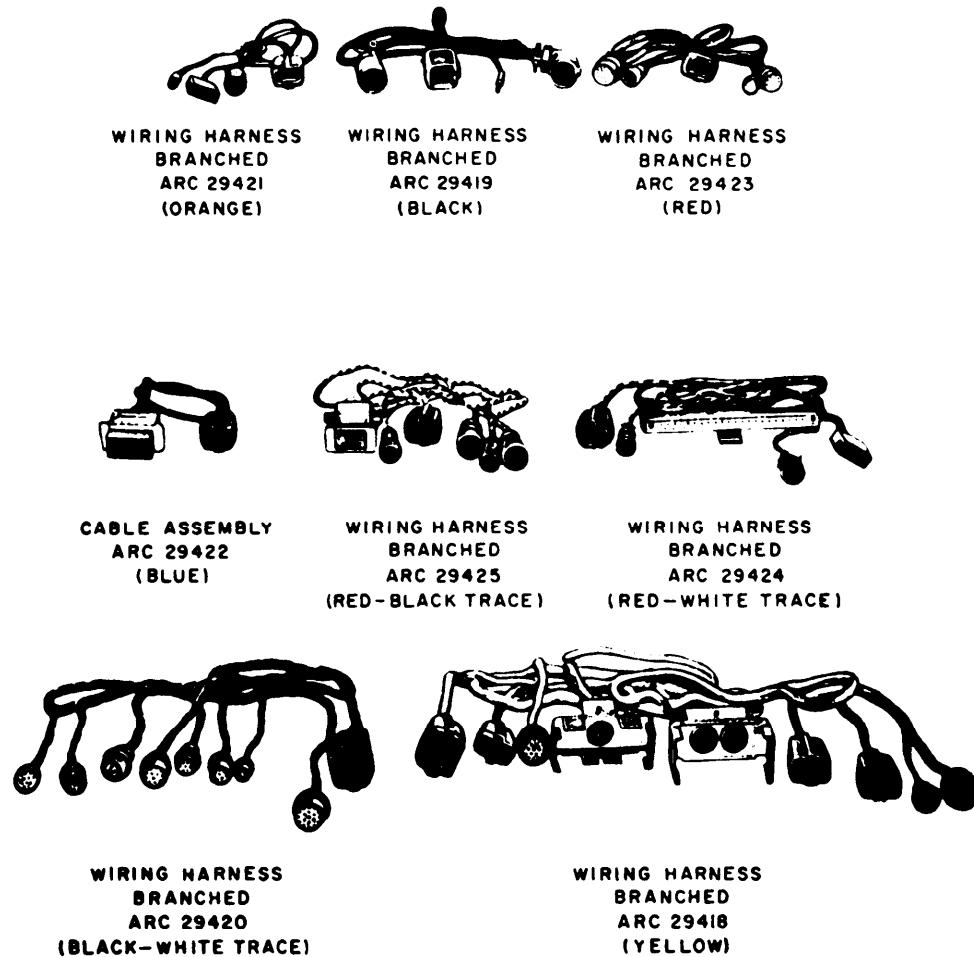 WIRING HARNESS
BRANCHED
ARC 29421
(ORANGE)
WIRING HARNESS
BRANCHED
ARC 29419
(BLACK)
WIRING HARNESS
BRANCHED
ARC 29423
(RED)
CABLE ASSEMBLY
ARC 29422
(BLUE)
WIRING HARNESS
BRANCHED
ARC 29425
(RED-BLACK TRACE)
WIRING HARNESS
BRANCHED
ARC 29424
(RED-WHITE TRACE)
WIRING HARNESS
BRANCHED
ARC 29420
(BLACK-WHITE TRACE)
WIRING HARNESS
BRANCHED
ARC 29418
(YELLOW)